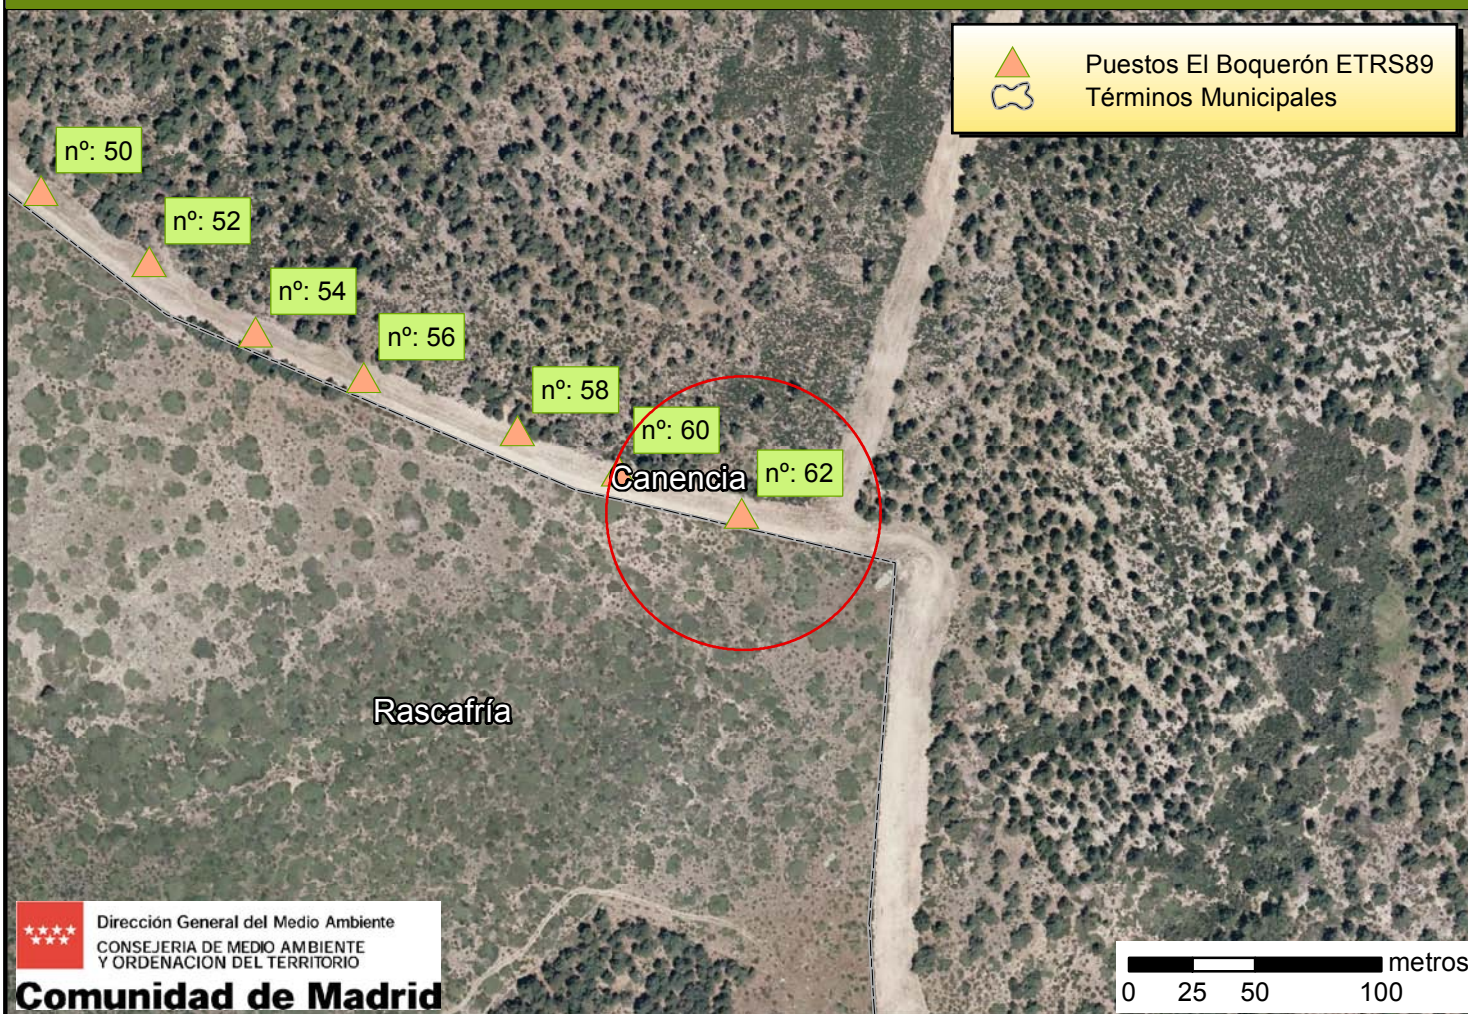 Puestos El Boquerón ETRS89
Términos Municipales
nº: 50
nº: 52
nº: 54
nº: 56
nº: 58
nº: 60
Canencia
nº: 62
Rascafría
Dirección General del Medio Ambiente
CONSEJERIA DE MEDIO AMBIENTE
Y ORDENACION DEL TERRITORIO
Comunidad de Madrid
metros
0 25 50 100